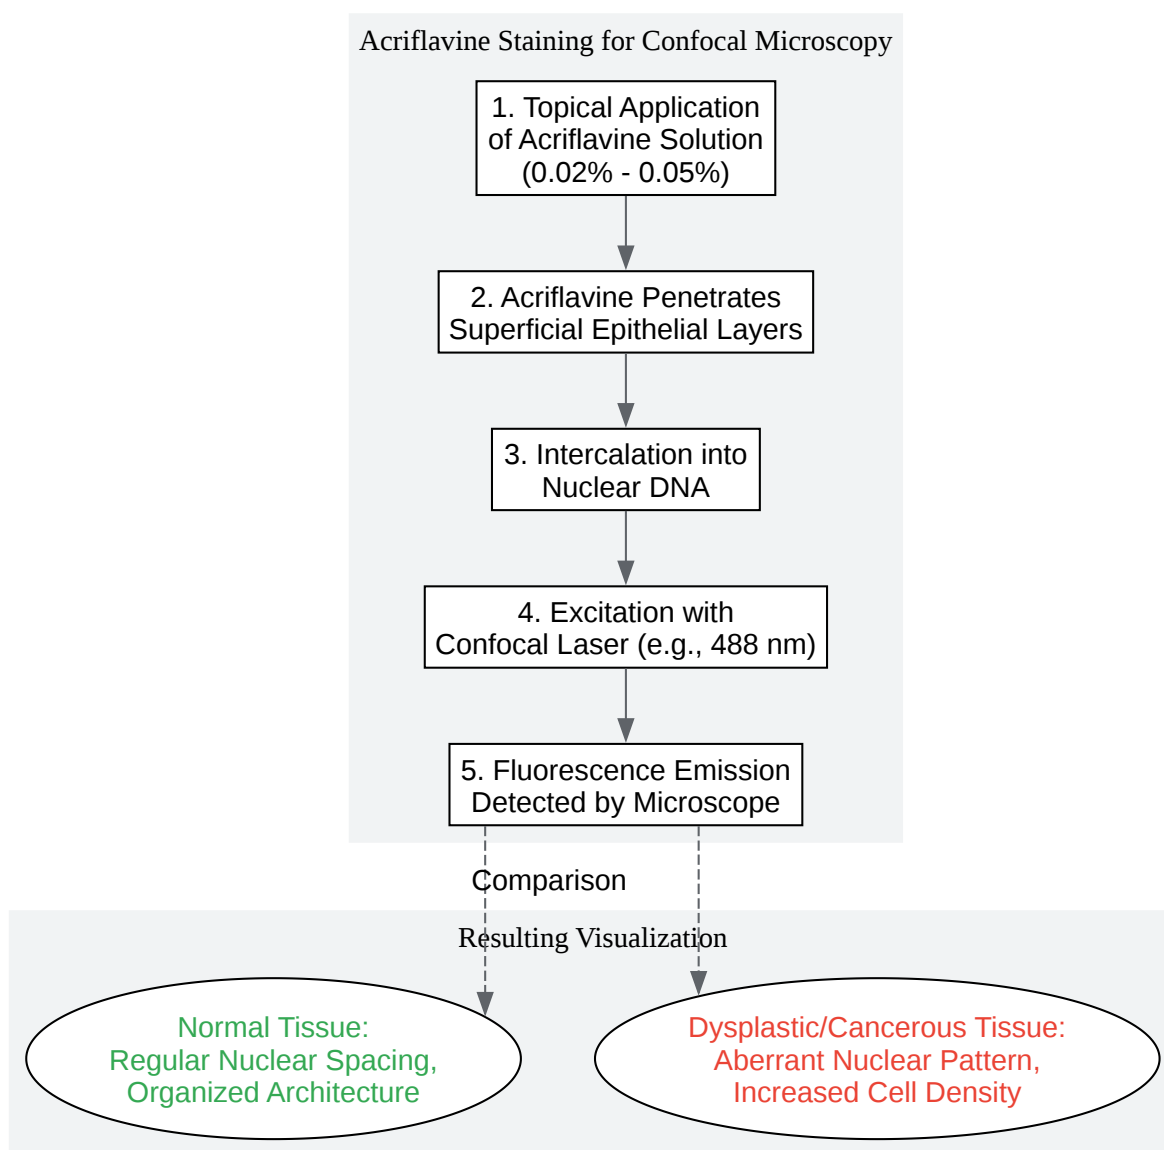 Acriflavine Staining for Confocal Microscopy
1. Topical Application
of Acriflavine Solution
(0.02% - 0.05%)
2. Acriflavine Penetrates
Superficial Epithelial Layers
3. Intercalation into
Nuclear DNA
4. Excitation with
Confocal Laser (e.g., 488 nm)
5. Fluorescence Emission
Detected by Microscope
Comparison
Resulting Visualization
Normal Tissue:
Regular Nuclear Spacing,
Organized Architecture
Dysplastic/Cancerous Tissue:
Aberrant Nuclear Pattern,
Increased Cell Density